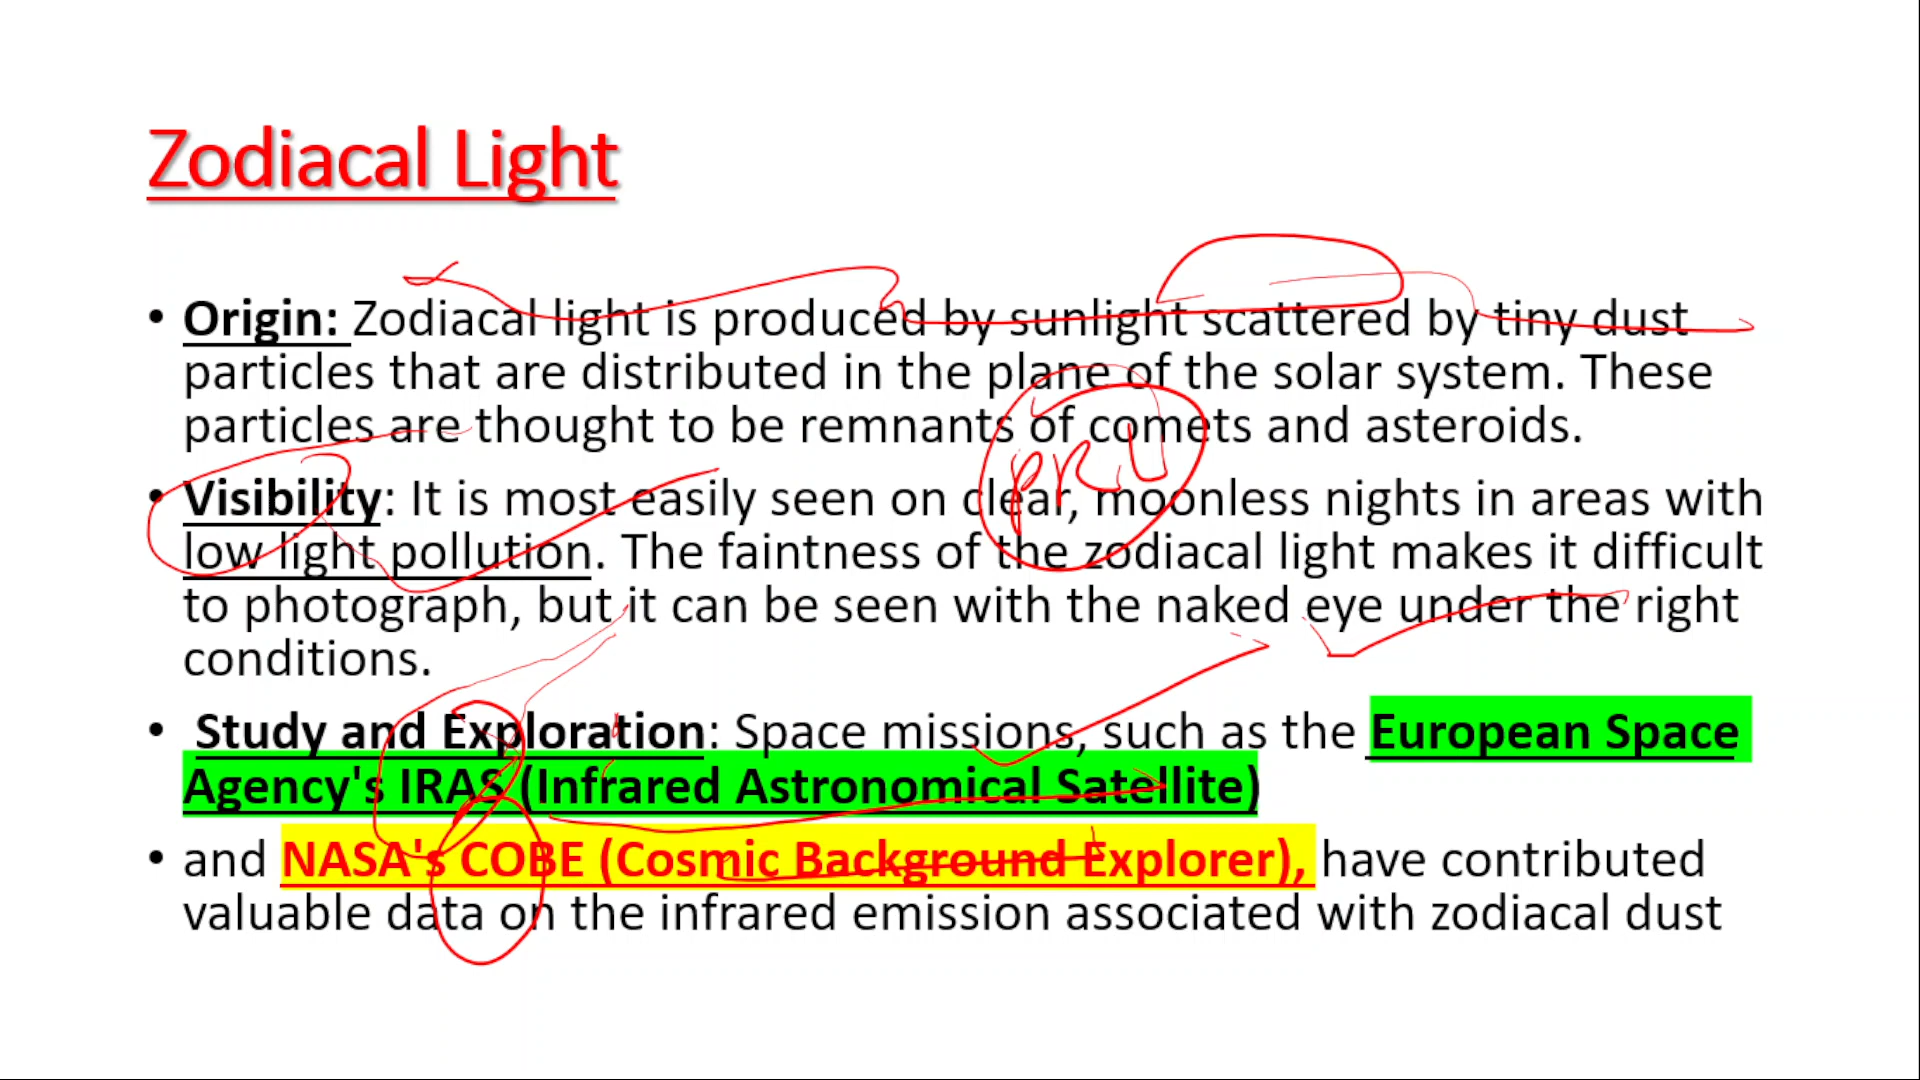 Zodiacal Light
• Origin: Zodiacal light is produced by sunlight scattered by tiny dust
particles that are distributed in the plane of the solar system. These
particles are thought to be remnants of comets and asteroids.
• Visibility: It is most easily seen on clear, moonless nights in areas with
low light pollution. The faintness of the zodiacal light makes it difficult
to photograph, but it can be seen with the naked eye under the right
conditions.
• Study and Exploration: Space missions, such as the European Space
Agency's IRAS (Infrared Astronomical Satellite)
• and NASA's COBE (Cosmic Background Explorer), have contributed
valuable data on the infrared emission associated with zodiacal dust